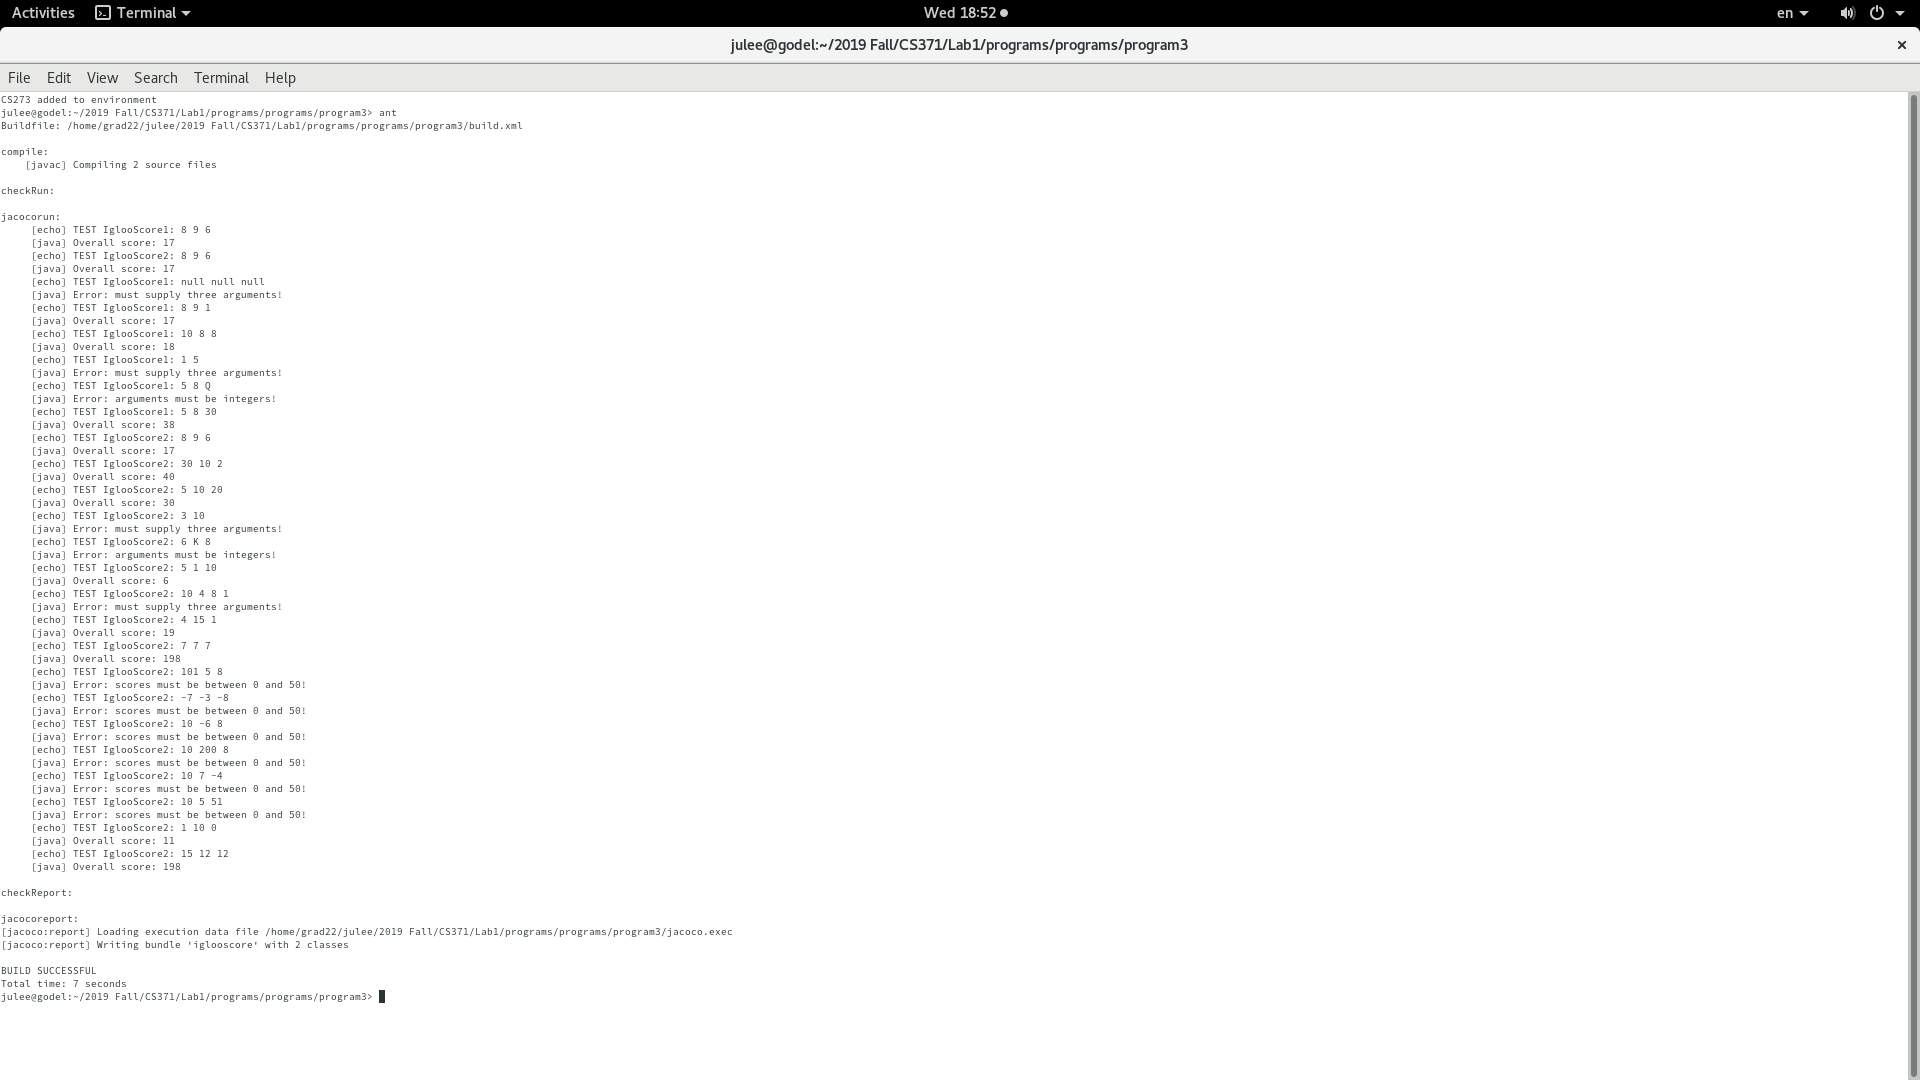 Activities Terminal Wed 18:52 en
julee@godel:~/2019 Fall/CS371/Lab1/programs/programs/program3
File Edit View Search Terminal Help
CS273 added to environment
julee@godel:~/2019 Fall/CS371/Lab1/programs/programs/program3> ant
Buildfile: /home/grad22/julee/2019 Fall/CS371/Lab1/programs/programs/program3/build.xml
compile:
[javac] Compiling 2 source files
checkRun:
jacocorun:
[echo] TEST IglooScore1: 8 9 6
[java] Overall score: 17
[echo] TEST IglooScore2: 8 9 6
[java] Overall score: 17
[echo] TEST IglooScore1: null null null
[java] Error: must supply three arguments!
[echo] TEST IglooScore1: 8 9 1
[java] Overall score: 17
[echo] TEST IglooScore1: 10 8 8
[java] Overall score: 18
[echo] TEST IglooScore1: 1 5
[java] Error: must supply three arguments!
[echo] TEST IglooScore1: 5 8 Q
[java] Error: arguments must be integers!
[echo] TEST IglooScore1: 5 8 30
[java] Overall score: 38
[echo] TEST IglooScore2: 8 9 6
[java] Overall score: 17
[echo] TEST IglooScore2: 30 10 2
[java] Overall score: 40
[echo] TEST IglooScore2: 5 10 20
[java] Overall score: 30
[echo] TEST IglooScore2: 3 10
[java] Error: must supply three arguments!
[echo] TEST IglooScore2: 6 K 8
[java] Error: arguments must be integers!
[echo] TEST IglooScore2: 5 1 10
[java] Overall score: 6
[echo] TEST IglooScore2: 10 4 8 1
[java] Error: must supply three arguments!
[echo] TEST IglooScore2: 4 15 1
[java] Overall score: 19
[echo] TEST IglooScore2: 7 7 7
[java] Overall score: 198
[echo] TEST IglooScore2: 101 5 8
[java] Error: scores must be between 0 and 50!
[echo] TEST IglooScore2: -7 -3 -8
[java] Error: scores must be between 0 and 50!
[echo] TEST IglooScore2: 10 -6 8
[java] Error: scores must be between 0 and 50!
[echo] TEST IglooScore2: 10 200 8
[java] Error: scores must be between 0 and 50!
[echo] TEST IglooScore2: 10 7 -4
[java] Error: scores must be between 0 and 50!
[echo] TEST IglooScore2: 10 5 51
[java] Error: scores must be between 0 and 50!
[echo] TEST IglooScore2: 1 10 0
[java] Overall score: 11
[echo] TEST IglooScore2: 15 12 12
[java] Overall score: 198
checkReport:
jacocoreport:
[jacoco:report] Loading execution data file /home/grad22/julee/2019 Fall/CS371/Lab1/programs/programs/program3/jacoco.exec
[jacoco:report] Writing bundle 'iglooscore' with 2 classes
BUILD SUCCESSFUL
Total time: 7 seconds
julee@godel:~/2019 Fall/CS371/Lab1/programs/programs/program3>